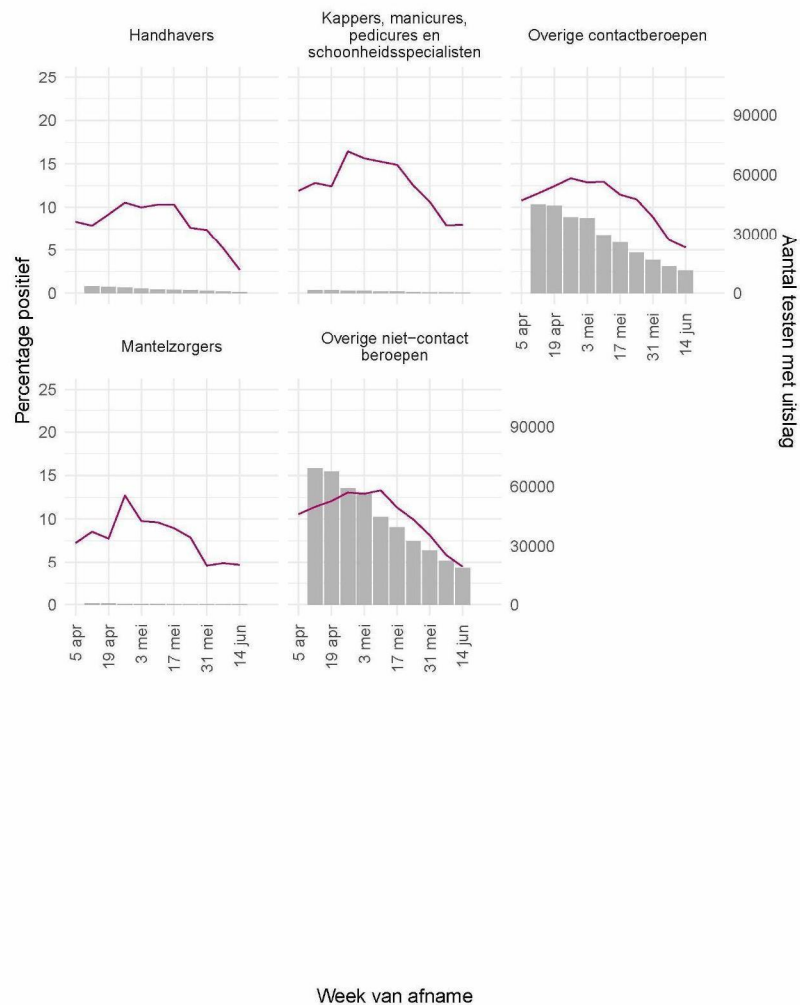 Handhavers
Kappers, manicures,
pedicures en
schoonheidsspecialisten
Overige contactberoepen
25
20
15
10
5
0
90000
60000
30000
0
5 apr
19 apr
3 mei
17 mei
31 mei
14 jun
Percentage positief
Aantal testen met uitslag
Mantelzorgers
Overige niet−contact
beroepen
25
20
15
10
5
0
90000
60000
30000
0
5 apr
19 apr
3 mei
17 mei
31 mei
14 jun
5 apr
19 apr
3 mei
17 mei
31 mei
14 jun
Week van afname